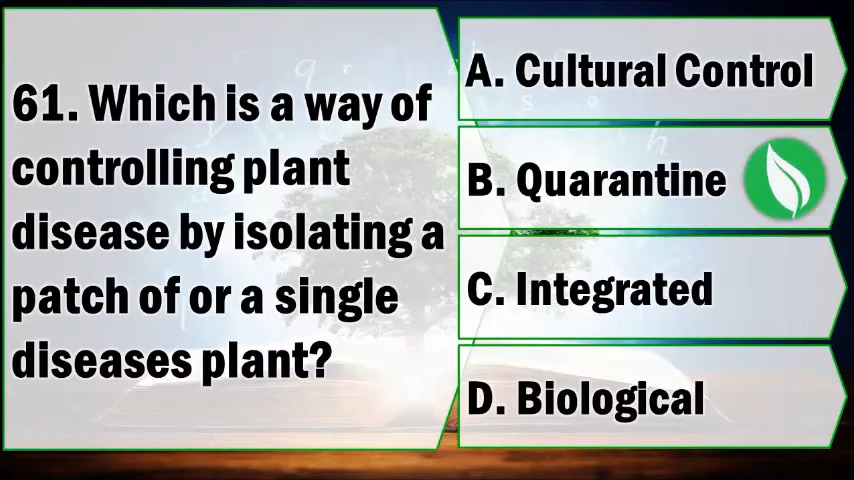 61. Which is a way of
controlling plant
disease by isolating a
patch of or a single
diseases plant?
A. Cultural Control
B. Quarantine
C. Integrated
D. Biological